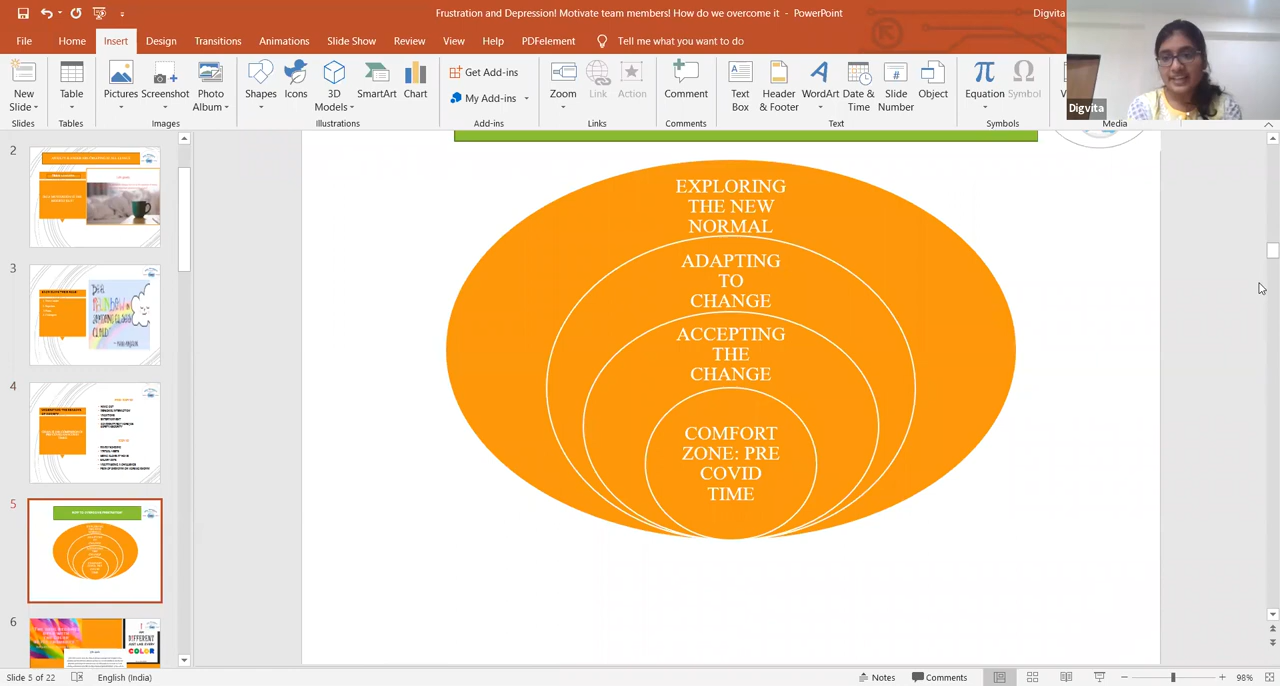 Frustration and Depression! Motivate team members! How do we overcome it - PowerPoint
Digvita
File Home Insert Design Transitions Animations Slide Show Review View Help PDFelement Tell me what you want to do
New Slide
Table
Pictures
Screenshot
Photo Album
Shapes
Icons
3D Models
SmartArt
Chart
Get Add-ins
My Add-ins
Zoom
Link
Action
Comment
Text Box
Header & Footer
WordArt
Date & Time
Slide Number
Object
Equation
Symbol
Digvita
Slides
Tables
Images
Illustrations
Add-ins
Links
Comments
Text
Symbols
Media
2
3
4
5
6
EXPLORING
THE NEW
NORMAL
ADAPTING
TO
CHANGE
ACCEPTING
THE
CHANGE
COMFORT
ZONE: PRE
COVID
TIME
DIFFERENT
COLOR
Slide 5 of 22
English (India)
Notes
Comments
98%